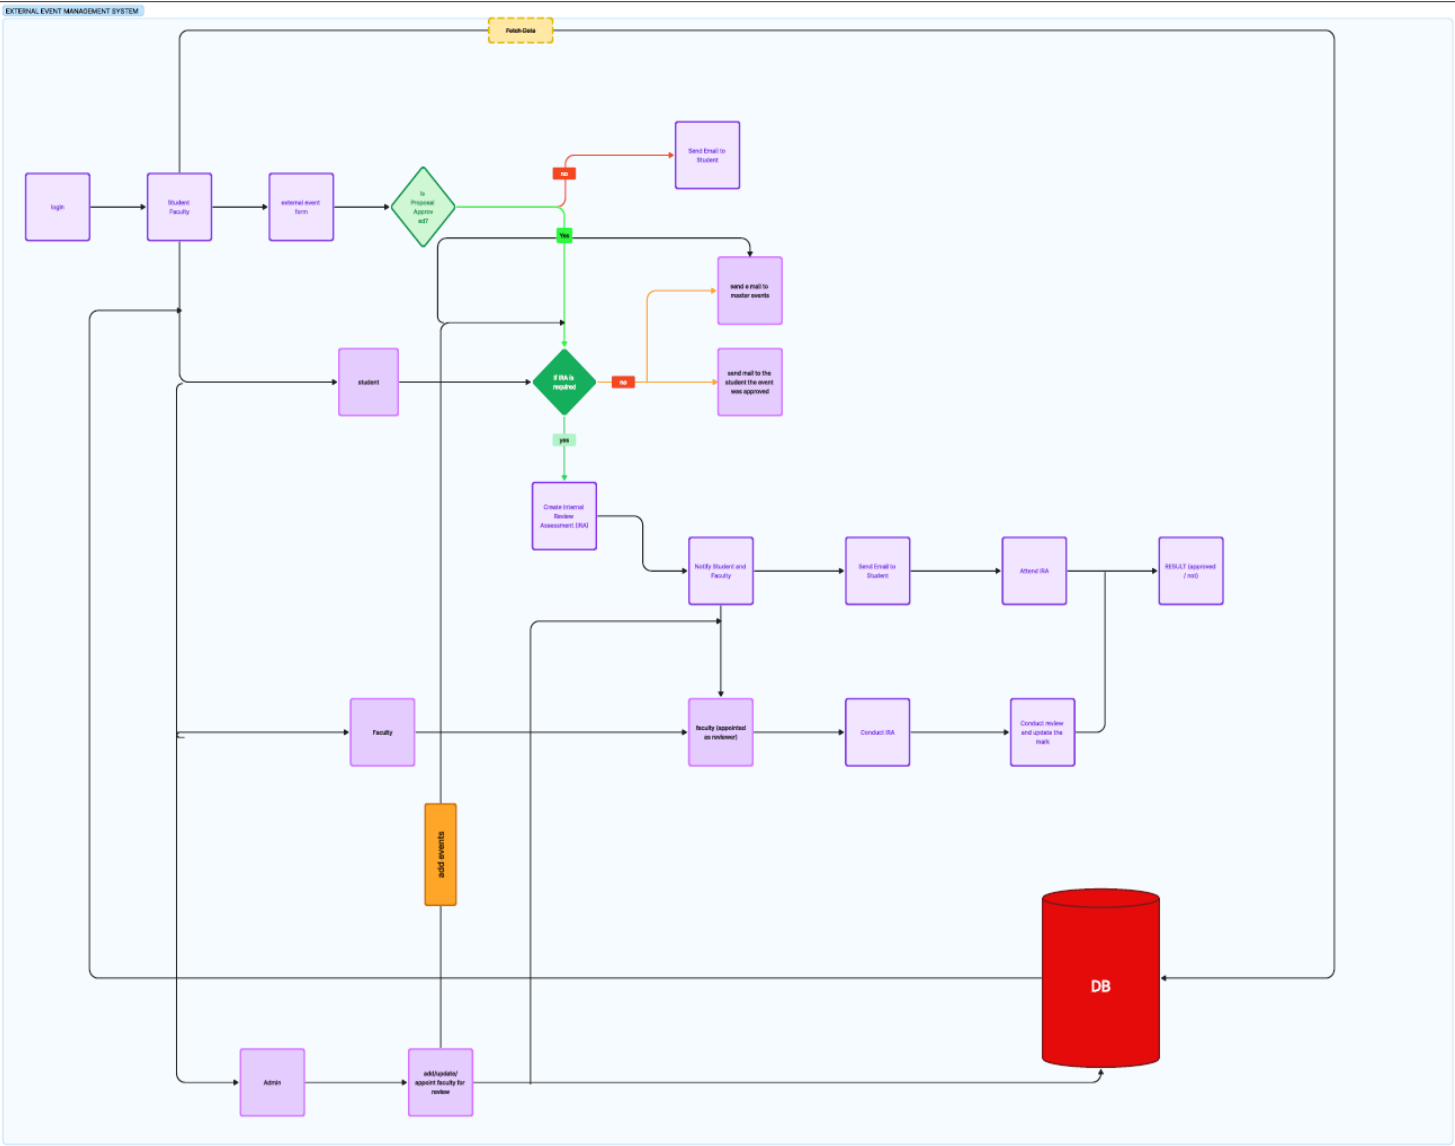 EXTERNAL EVENT MANAGEMENT SYSTEM
Fetch-Data
Send Email to
Student
no
login
Student
Faculty
external event
form
Is
Proposal
Approv
ed?
Yes
send e mail to
master events
student
if IRA is
required
no
send mail to the
student the event
was approved
yes
Create Internal
Review
Assessment (IRA)
Notify Student and
Faculty
Send Email to
Student
Attend IRA
RESULT (approved
/ not)
Faculty
faculty (appointed
as reviewer)
Conduct IRA
Conduct review
and update the
mark
add events
DB
Admin
add/update/
appoint faculty for
review